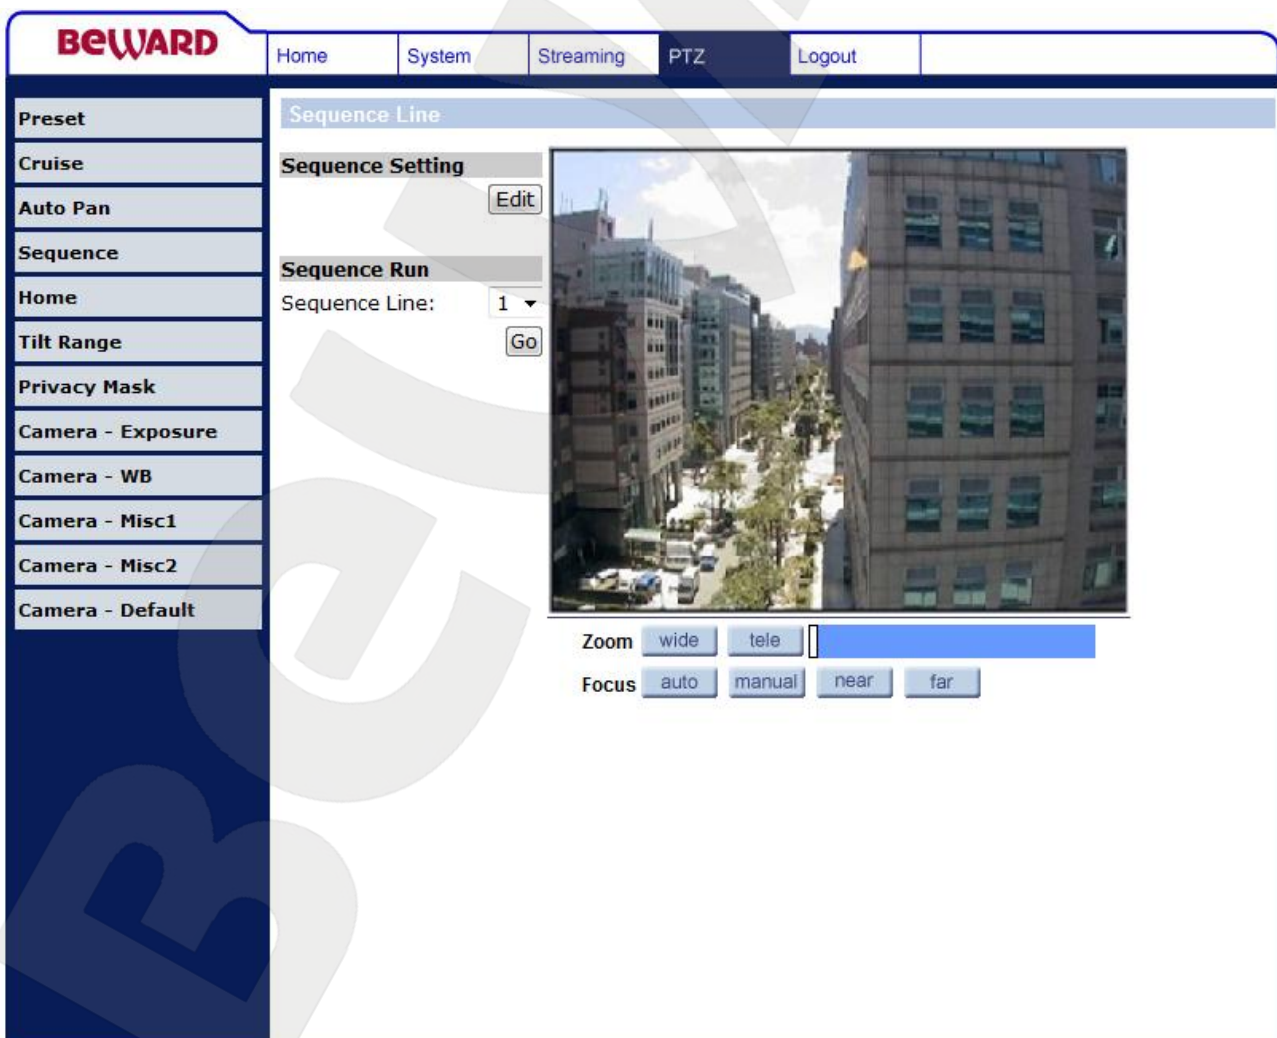 BEWARD
Home System Streaming PTZ Logout
Preset
Cruise
Auto Pan
Sequence
Home
Tilt Range
Privacy Mask
Camera - Exposure
Camera - WB
Camera - Misc1
Camera - Misc2
Camera - Default
Sequence Line
Sequence Setting
Edit
Sequence Run
Sequence Line: 1
Go
Zoom wide tele
Focus auto manual near far